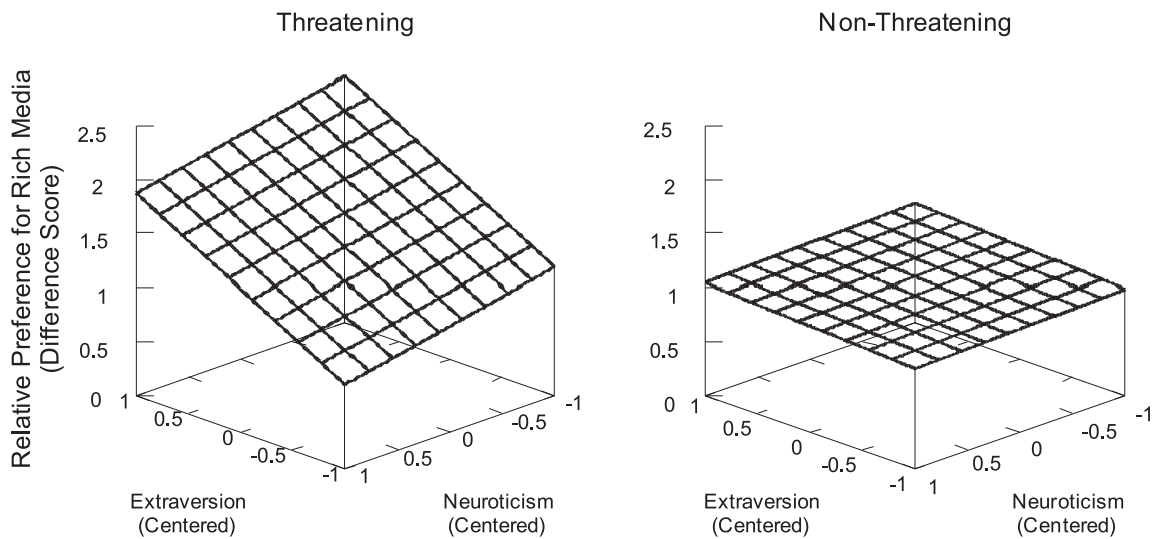 Threatening
Non-Threatening
Relative Preference for Rich Media
(Difference Score)
2.5
2
1.5
1
0.5
0
1
0.5
0
-0.5
-1
1
0.5
0
-0.5
-1
Extraversion
(Centered)
Neuroticism
(Centered)
2.5
2
1.5
1
0.5
0
1
0.5
0
-0.5
-1
1
0.5
0
-0.5
-1
Extraversion
(Centered)
Neuroticism
(Centered)